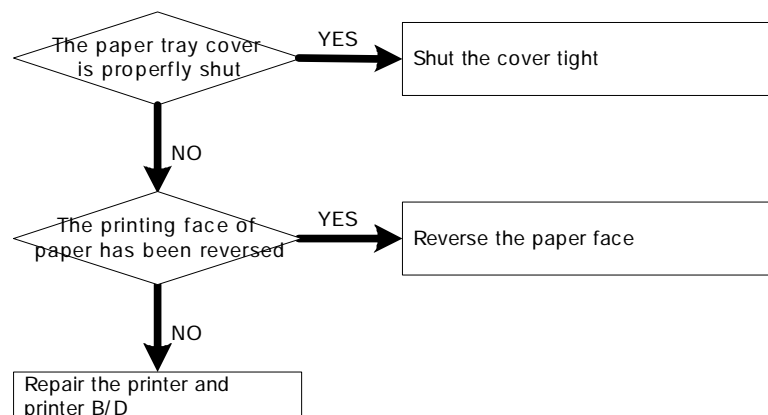 The paper tray cover
is properfly shut
YES
Shut the cover tight
NO
The printing face of
paper has been reversed
YES
Reverse the paper face
NO
Repair the printer and
printer B/D